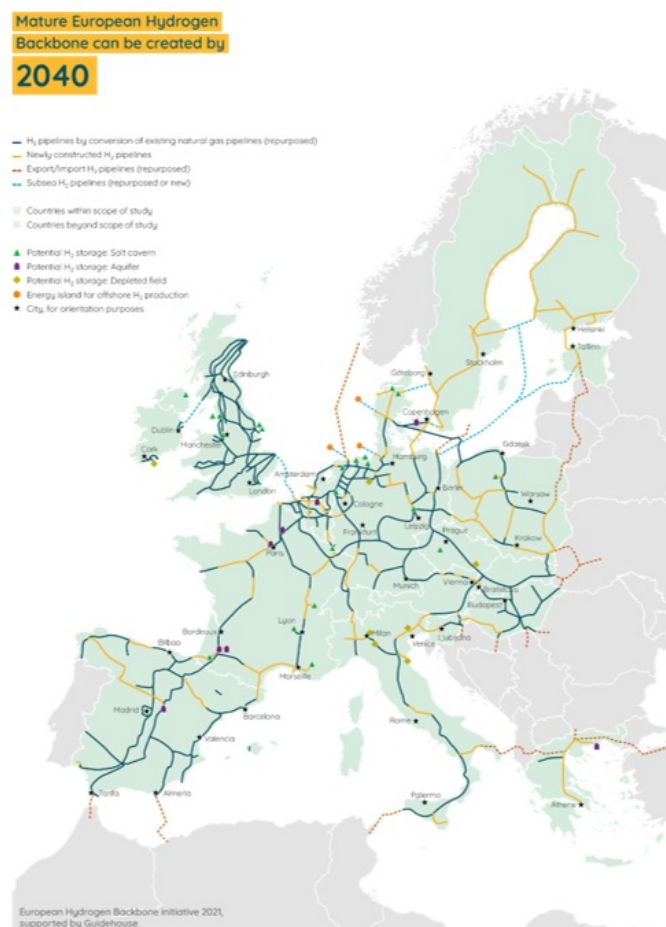 Mature European Hydrogen
Backbone can be created by
2040
H₂ pipelines by conversion of existing natural gas pipelines (repurposed)
Newly constructed H₂ pipelines
Export/Import H₂ pipelines (repurposed)
Subsea H₂ pipelines (repurposed or new)
Countries within scope of study
Countries beyond scope of study
Potential H₂ storage: Salt cavern
Potential H₂ storage: Aquifer
Potential H₂ storage: Depleted field
Energy island for offshore H₂ production
City, for orientation purposes
Helsinki
Tallinn
Stockholm
Göteborg
Edinburgh
Copenhagen
Dublin
Manchester
Cork
Gdansk
Hamburg
Amsterdam
Berlin
London
Warsaw
Cologne
Leipzig
Frankfurt
Krakow
Prague
Paris
Munich
Vienna
Bratislava
Budapest
Bordeaux
Lyon
Milan
Ljubljana
Venice
Bilbao
Marseille
Madrid
Barcelona
Rome
Valencia
Palermo
Athens
Tarifa
Almeria
European Hydrogen Backbone initiative 2021,
supported by Guidehouse